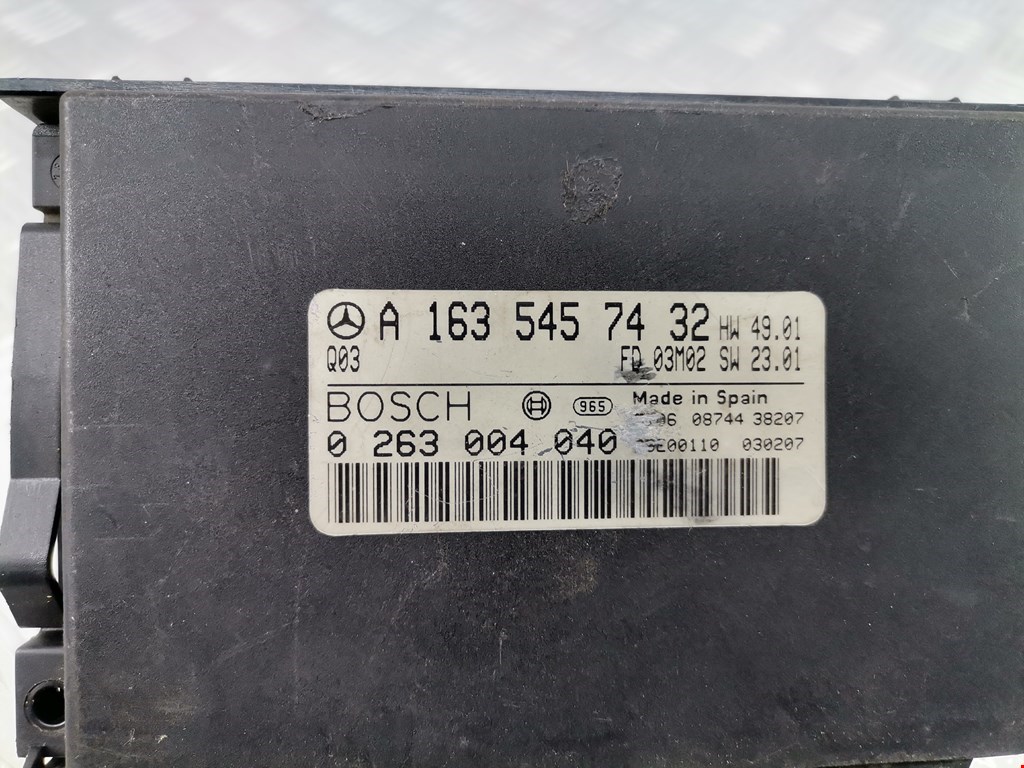 A 163 545 74 32 HW 49.01
Q03 FD 03M02 SW 23.01
BOSCH 965 Made in Spain
08744 38207
0 263 004 040 030207